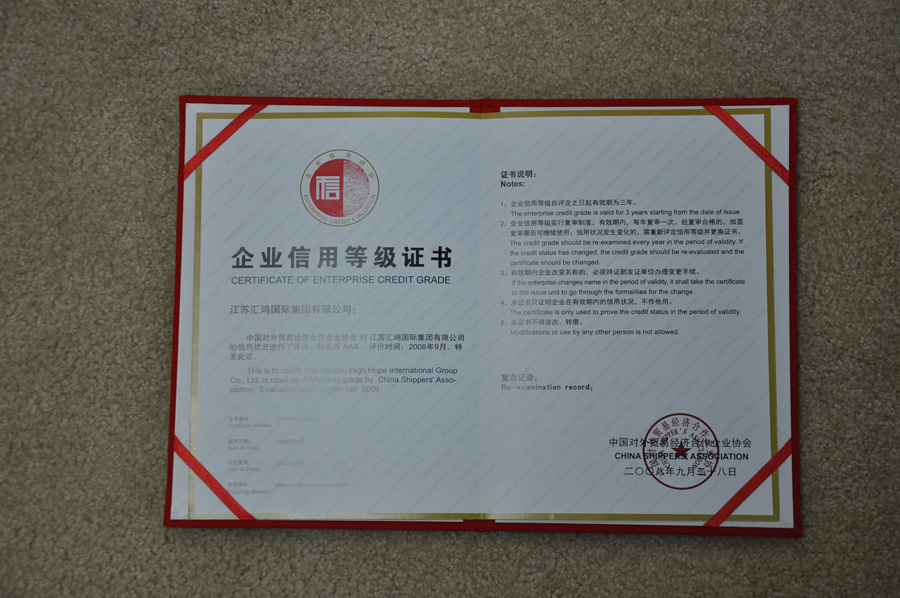 企业信用评价
ENTERPRISE CREDIT EVALUATION
信
企业信用等级证书
CERTIFICATE OF ENTERPRISE CREDIT GRADE
江苏汇鸿国际集团有限公司：
中国对外贸易经济合作企业协会 对 江苏汇鸿国际集团有限公司
的信用状况进行了评价，结果为 AAA 。评价时间：2008年9月。特
发此证。
This is to certify that Jiangsu High Hope International Group
Co., Ltd. is rated as AAA credit grade by China Shippers' Asso-
ciation. Evaluation time: September, 2008
证书编号：
Certificate Number
Date of Issue
Date of Expiry
证书说明：
Notes:
1、企业信用等级自评定之日起有效期为三年。
The enterprise credit grade is valid for 3 years starting from the date of issue.
2、企业信用等级实行复审制度，有效期内，每年复审一次。经复审合格的，加盖
复审章后可继续使用；信用状况发生变化的，需重新评定信用等级并更换证书。
The credit grade should be re-examined every year in the period of validity. If
the credit status has changed, the credit grade should be re-evaluated and the
certificate should be changed.
3、有效期内企业改变名称的，必须持证到发证单位办理变更手续。
If the enterprise changes name in the period of validity, it shall take the certificate
to the issue unit to go through the formalities for the change.
4、本证书只证明企业在有效期内的信用状况，不作他用。
The certificate is only used to prove the credit status in the period of validity.
5、本证书不得涂改、转借。
Modifications or use by any other person is not allowed.
复审记录：
Re-examination record:
中国对外贸易经济合作企业协会
CHINA SHIPPERS' ASSOCIATION
二〇〇八年九月二十八日